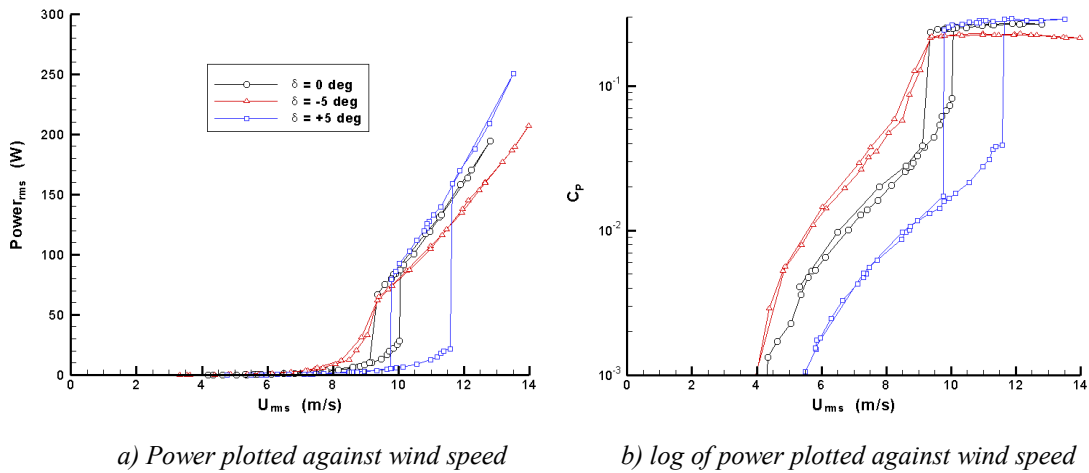 300
250
200
150
100
50
0
Power_rms (W)
δ = 0 deg
δ = -5 deg
δ = +5 deg
0 2 4 6 8 10 12 14
U_rms (m/s)
a) Power plotted against wind speed
10⁻¹
10⁻²
10⁻³
C_P
0 2 4 6 8 10 12 14
U_rms (m/s)
b) log of power plotted against wind speed